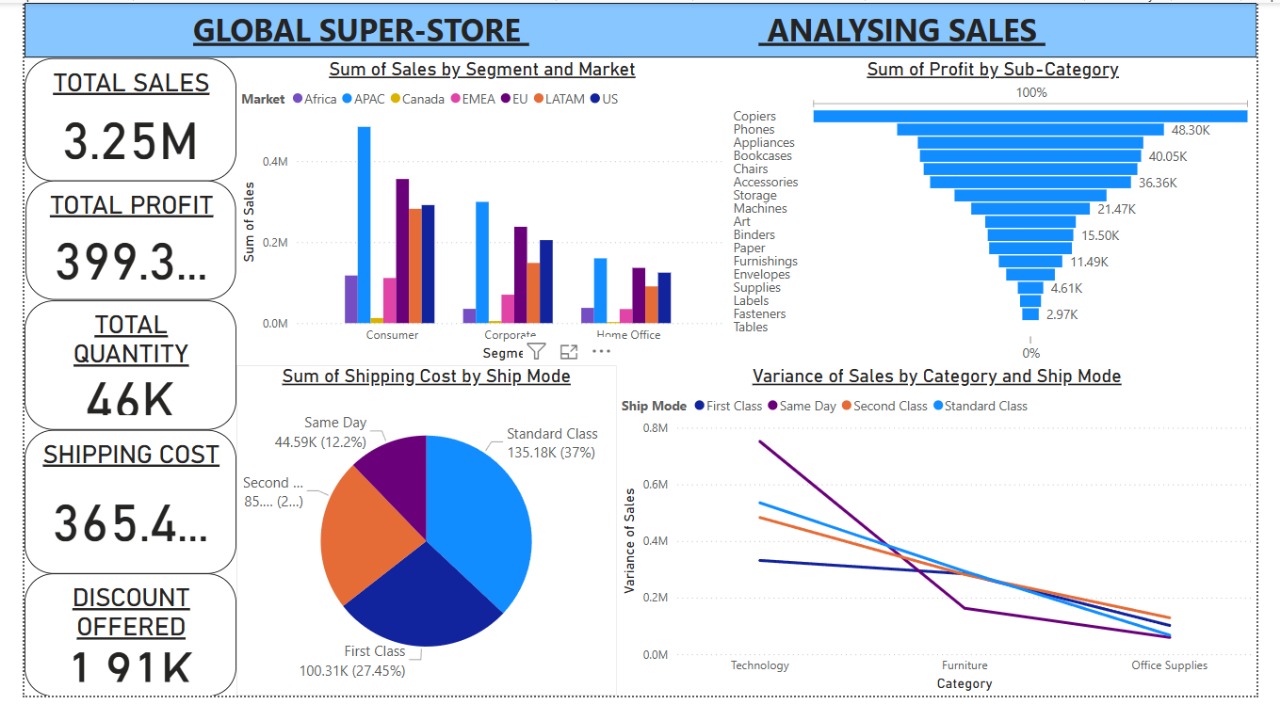 GLOBAL SUPER-STORE
ANALYSING SALES
TOTAL SALES
3.25M
TOTAL PROFIT
399.3...
TOTAL
QUANTITY
46K
SHIPPING COST
365.4...
DISCOUNT
OFFERED
1 91K
Sum of Sales by Segment and Market
Market Africa APAC Canada EMEA EU LATAM US
Sum of Sales
0.4M
0.2M
0.0M
Consumer Corporate Home Office
Segme
Sum of Profit by Sub-Category
100%
Copiers
Phones 48.30K
Appliances
Bookcases 40.05K
Chairs
Accessories 36.36K
Storage
Machines 21.47K
Art
Binders 15.50K
Paper
Furnishings 11.49K
Envelopes
Supplies 4.61K
Labels
Fasteners 2.97K
Tables
0%
Sum of Shipping Cost by Ship Mode
Same Day
44.59K (12.2%)
Standard Class
135.18K (37%)
Second ...
85.... (2...)
First Class
100.31K (27.45%)
Variance of Sales by Category and Ship Mode
Ship Mode First Class Same Day Second Class Standard Class
Variance of Sales
0.8M
0.6M
0.4M
0.2M
0.0M
Technology Furniture Office Supplies
Category